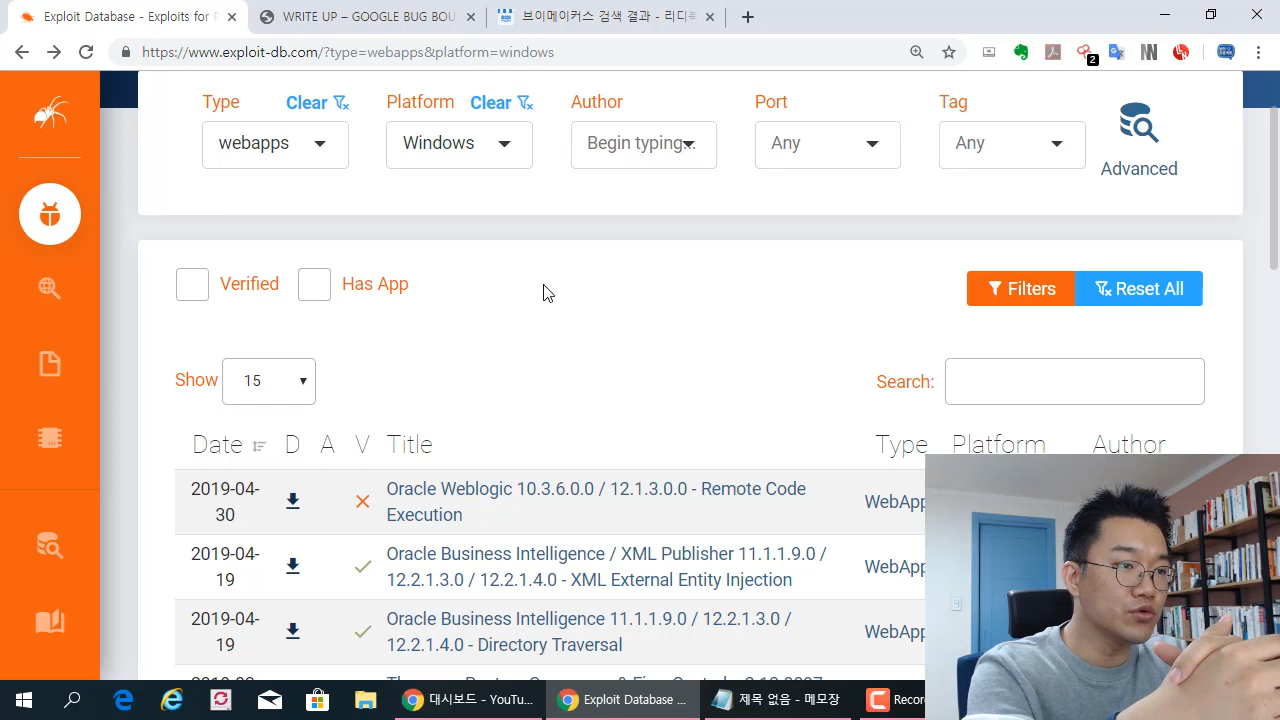 Exploit Database - Exploits for P
WRITE UP – GOOGLE BUG BOU
브이메이커스 검색 결과 - 리디북
https://www.exploit-db.com/?type=webapps&platform=windows
2
Type Clear
Platform Clear
Author
Port
Tag
webapps
Windows
Begin typing...
Any
Any
Advanced
Verified
Has App
Filters
Reset All
Show 15
Search:
Date D A V Title Type Platform Author
2019-04-
30
Oracle Weblogic 10.3.6.0.0 / 12.1.3.0.0 - Remote Code
Execution
WebApp
2019-04-
19
Oracle Business Intelligence / XML Publisher 11.1.1.9.0 /
12.2.1.3.0 / 12.2.1.4.0 - XML External Entity Injection
WebApp
2019-04-
19
Oracle Business Intelligence 11.1.1.9.0 / 12.2.1.3.0 /
12.2.1.4.0 - Directory Traversal
WebApp
대시보드 - YouTu...
Exploit Database ...
제목 없음 - 메모장
Recor